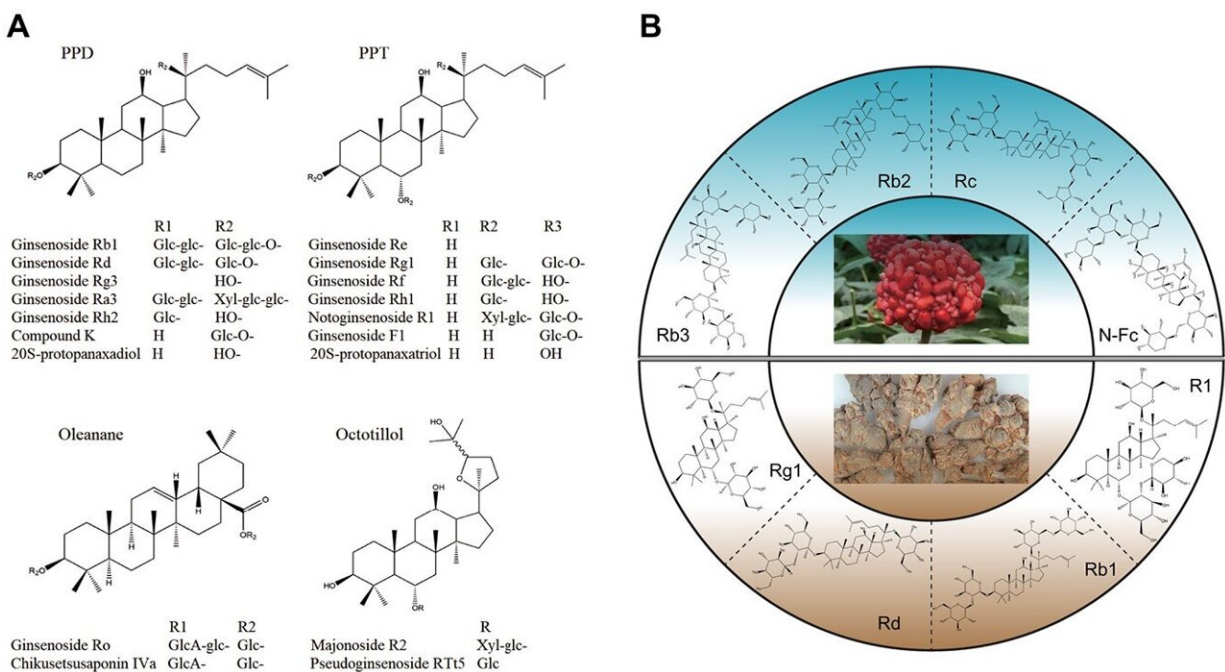 A
PPD
R₂
OH
R₂O
R1 R2
Ginsenoside Rb1 Glc-glc- Glc-glc-O-
Ginsenoside Rd Glc-glc- Glc-O-
Ginsenoside Rg3 HO-
Ginsenoside Ra3 Glc-glc- Xyl-glc-glc-
Ginsenoside Rh2 Glc- HO-
Compound K H Glc-O-
20S-protopanaxadiol H HO-
PPT
R₂
OH
R₂O
OR₂
R1 R2 R3
Ginsenoside Re H
Ginsenoside Rg1 H Glc- Glc-O-
Ginsenoside Rf H Glc-glc- HO-
Ginsenoside Rh1 H Glc- HO-
Notoginsenoside R1 H Xyl-glc- Glc-O-
Ginsenoside F1 H H Glc-O-
20S-protopanaxatriol H H OH
Oleanane
H
H
H
O
OR₂
R₂O
H
R1 R2
Ginsenoside Ro GlcA-glc- Glc-
Chikusetsusaponin IVa GlcA- Glc-
Octotillol
HO
O
OH
HO
OR
R
Majonoside R2 Xyl-glc-
Pseudoginsenoside RTt5 Glc
B
Rb2
Rc
Rb3
N-Fc
R1
Rg1
Rb1
Rd